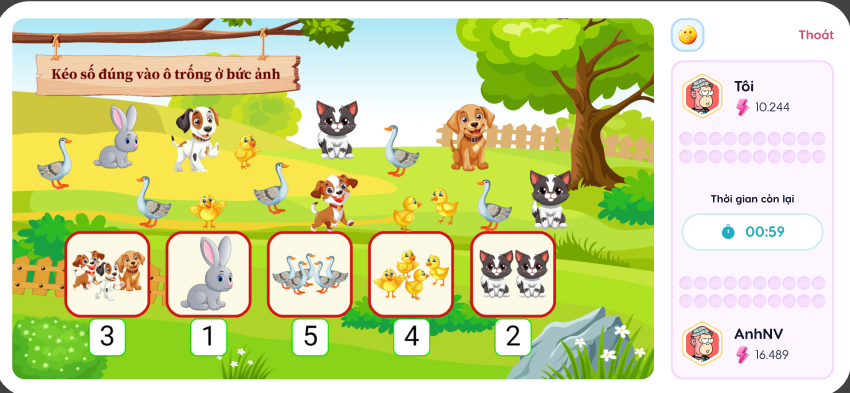 Kéo số đúng vào ô trống ở bức ảnh
3
1
5
4
2
Thoát
Tôi
10.244
Thời gian còn lại
00:59
AnhNV
16.489